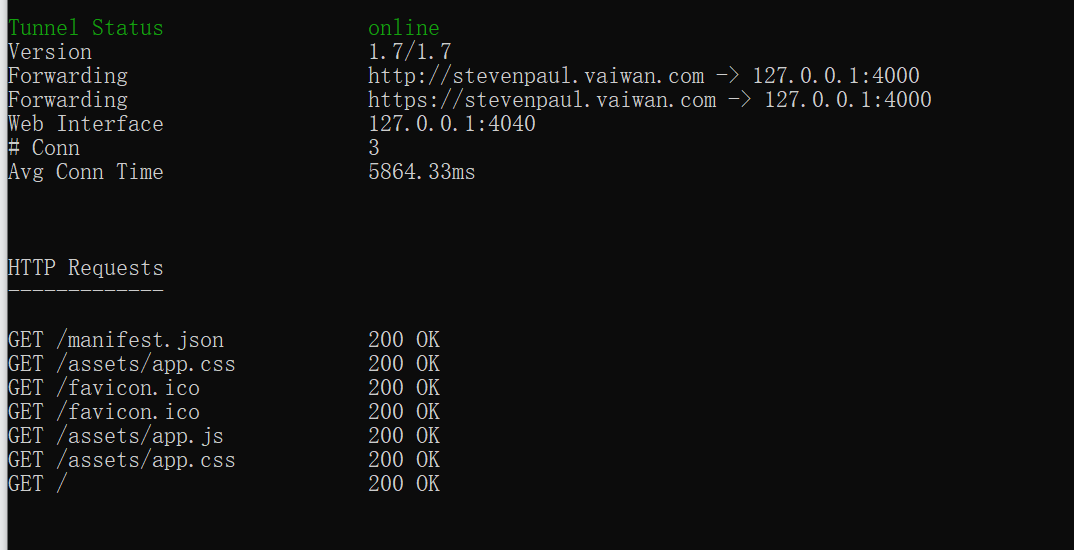 Tunnel Status online
Version 1.7/1.7
Forwarding http://stevenpaul.vaiwan.com -> 127.0.0.1:4000
Forwarding https://stevenpaul.vaiwan.com -> 127.0.0.1:4000
Web Interface 127.0.0.1:4040
# Conn 3
Avg Conn Time 5864.33ms
HTTP Requests
-------------
GET /manifest.json 200 OK
GET /assets/app.css 200 OK
GET /favicon.ico 200 OK
GET /favicon.ico 200 OK
GET /assets/app.js 200 OK
GET /assets/app.css 200 OK
GET / 200 OK